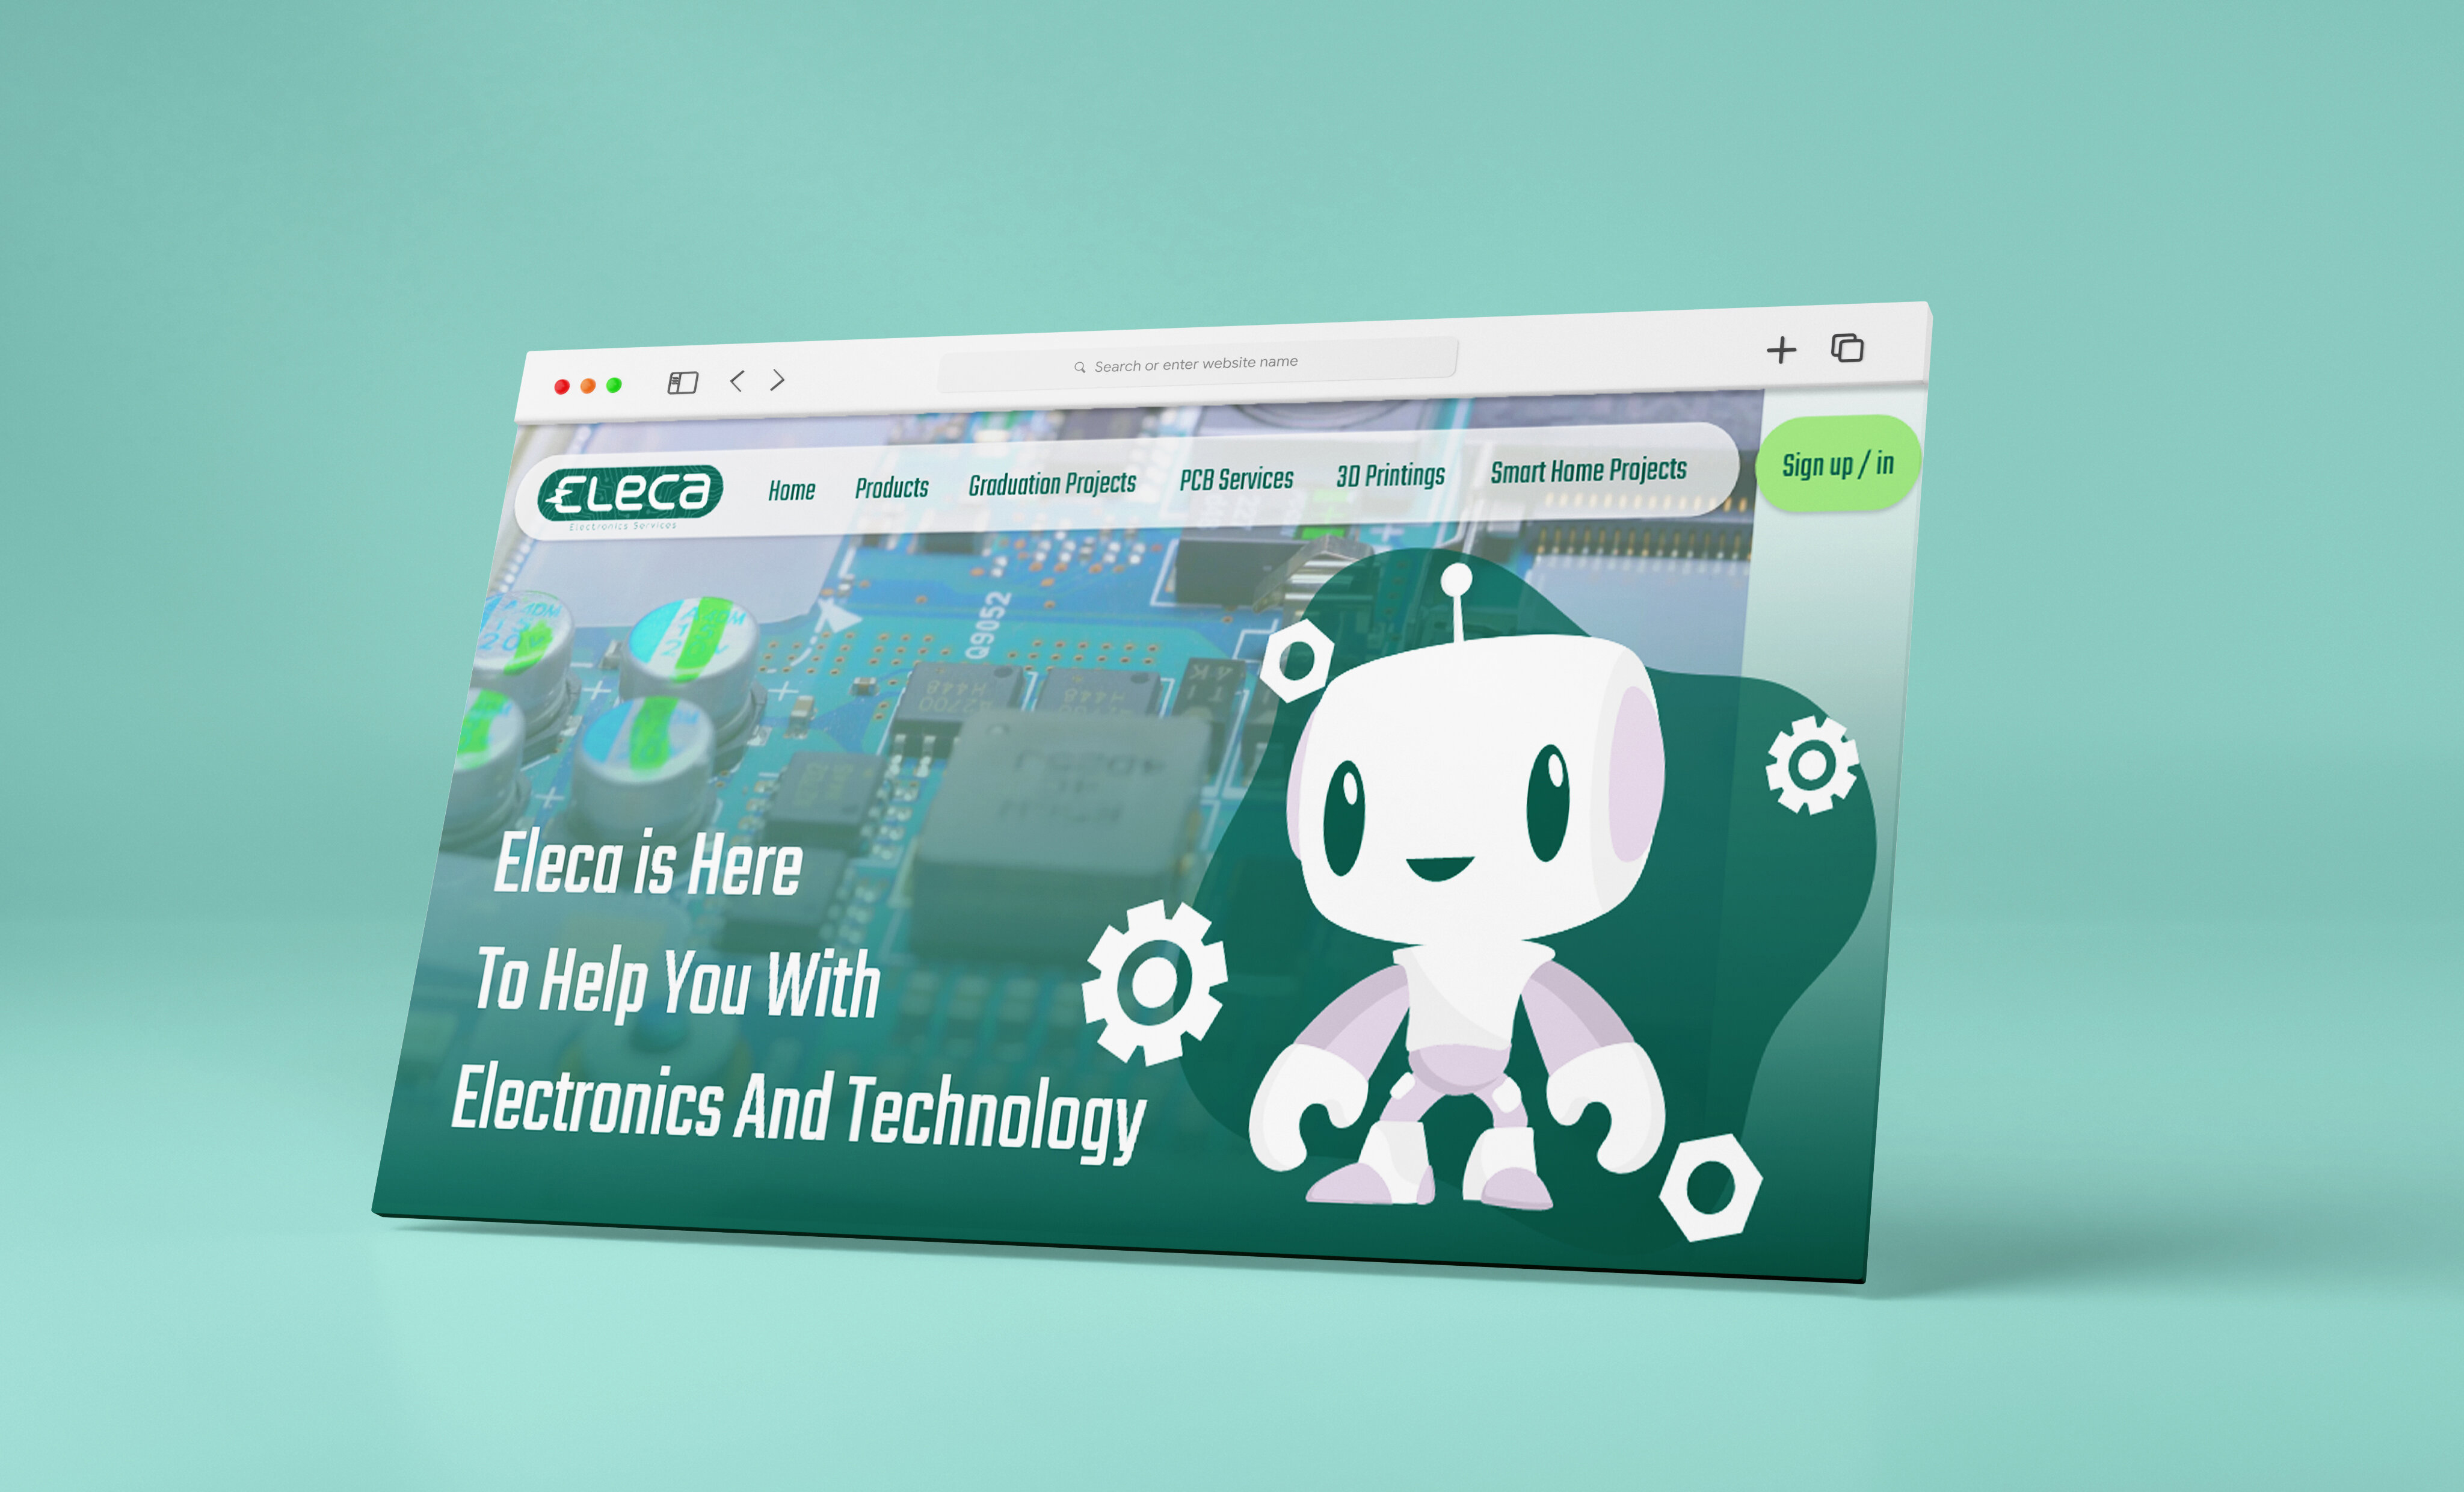 Search or enter website name
ELECA
Electronics Services
Home Products Graduation Projects PCB Services 3D Printings Smart Home Projects
Sign up / in
Q9052
Eleca is Here
To Help You With
Electronics And Technology